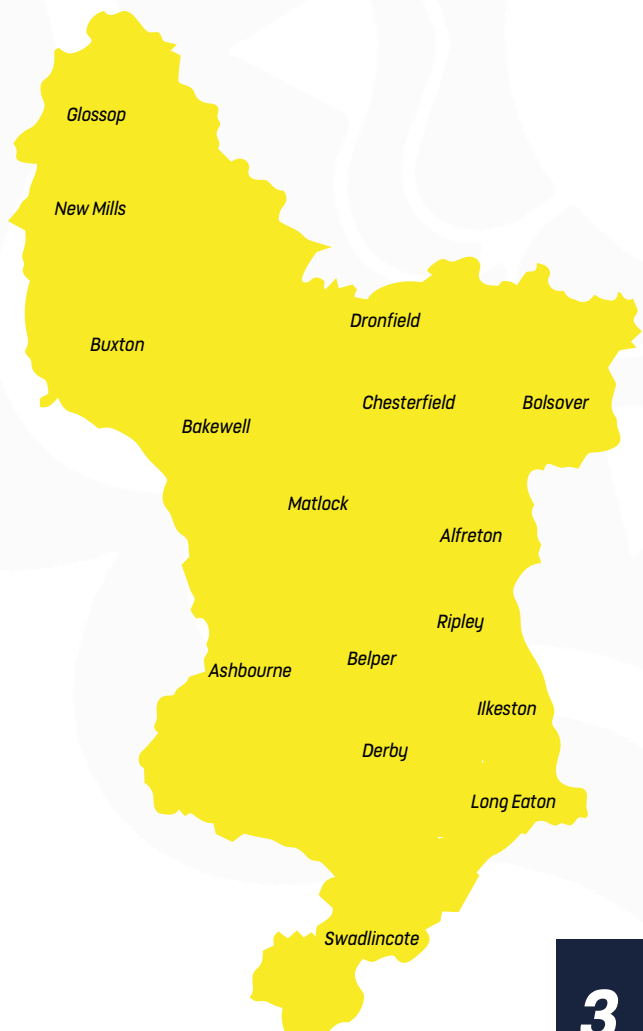 Glossop
New Mills
Dronfield
Buxton
Chesterfield
Bolsover
Bakewell
Matlock
Alfreton
Ripley
Belper
Ashbourne
Ilkeston
Derby
Long Eaton
Swadlincote
3